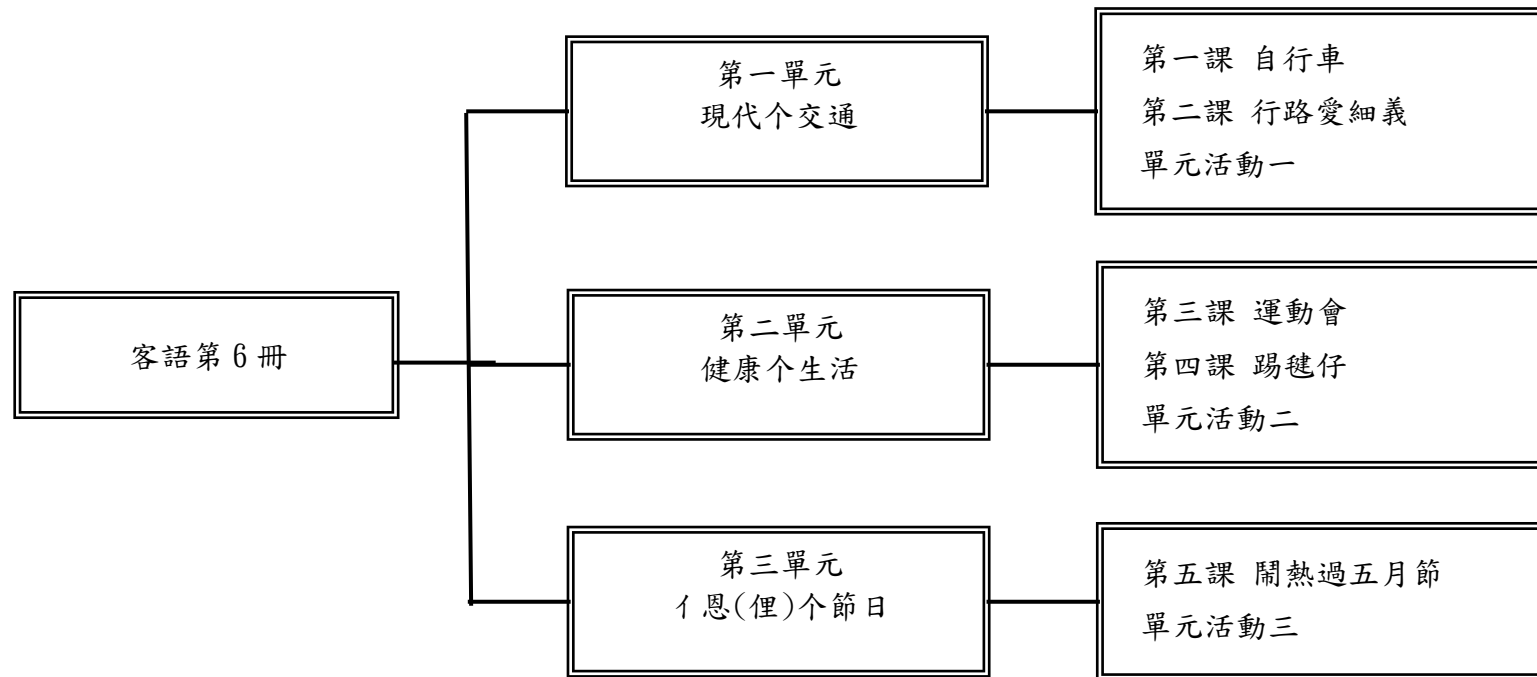 客語第6冊
第一單元
現代个交通
第一課 自行車
第二課 行路愛細義
單元活動一
第二單元
健康个生活
第三課 運動會
第四課 踢毽仔
單元活動二
第三單元
亻恩(俚)个節日
第五課 鬧熱過五月節
單元活動三